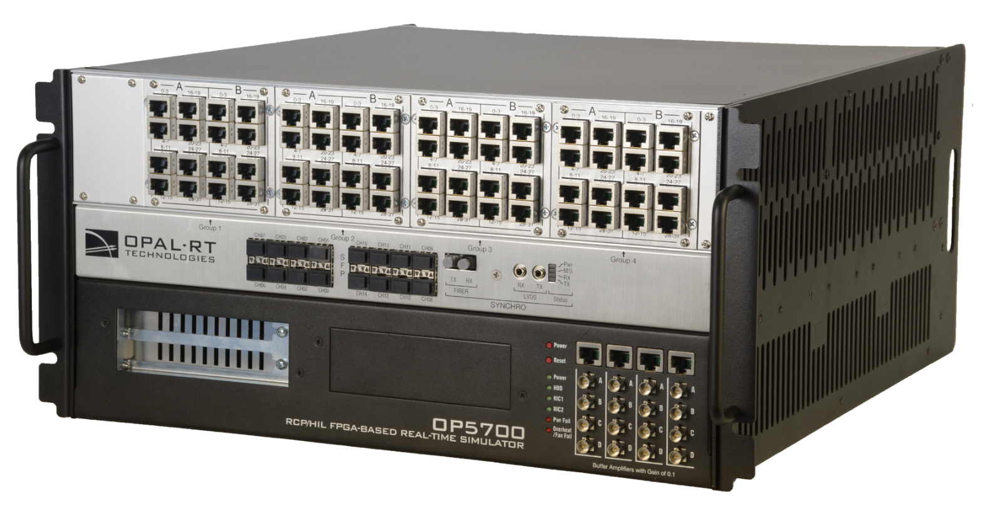 A B A B A B A B
0-3 16-19 0-3 16-19 0-3 16-19 0-3 16-19 0-3 16-19 0-3 16-19 0-3 16-19 0-3 16-19
4-7 20-23 4-7 20-23 4-7 20-23 4-7 20-23 4-7 20-23 4-7 20-23 4-7 20-23 4-7 20-23
8-11 24-27 8-11 24-27 8-11 24-27 8-11 24-27 8-11 24-27 8-11 24-27 8-11 24-27 8-11 24-27
12-15 28-31 12-15 28-31 12-15 28-31 12-15 28-31 12-15 28-31 12-15 28-31 12-15 28-31 12-15 28-31
Group 1
Group 2
Group 3
Group 4
OPAL-RT
TECHNOLOGIES
CH07 CH05 CH03 CH01
CH06 CH04 CH02 CH00
SFP
CH15 CH13 CH11 CH09
CH14 CH12 CH10 CH08
TX RX
FIBER
RX TX
LVDS
Pwr
M/S
RX
TX
Status
SYNCHRO
Power
Reset
Power
HDD
NIC1
NIC2
Pwr Fail
Overheat
/Fan Fail
A A A A
B B B B
C C C C
D D D D
Buffer Amplifiers with Gain of 0.1
OP5700
RCP/HIL FPGA-BASED REAL-TIME SIMULATOR